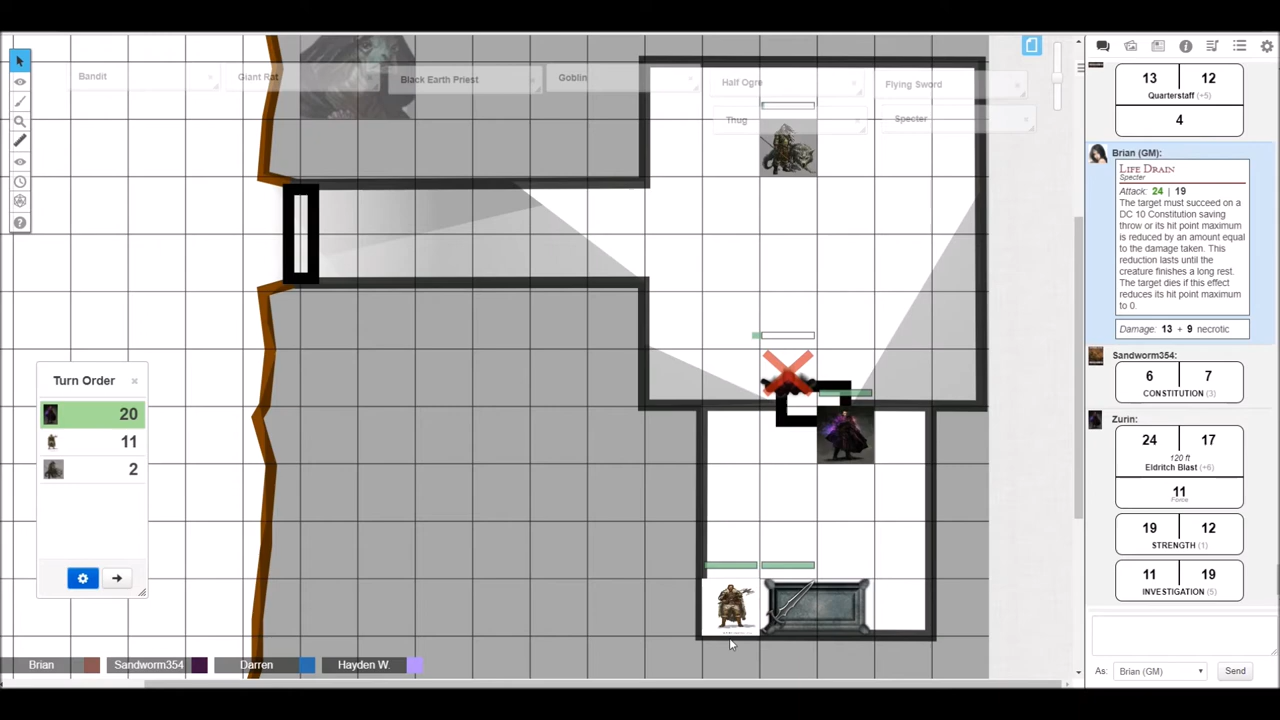 Bandit
Giant Rat
Black Earth Priest
Goblin
Half Ogre
Flying Sword
Thug
Specter
Turn Order
20
11
2
Brian
Sandworm354
Darren
Hayden W.
13 12
Quarterstaff (+5)
4
Brian (GM):
Life Drain
Specter
Attack: 24 | 19
The target must succeed on a
DC 10 Constitution saving
throw or its hit point maximum
is reduced by an amount equal
to the damage taken. This
reduction lasts until the
creature finishes a long rest.
The target dies if this effect
reduces its hit point maximum
to 0.
Damage: 13 + 9 necrotic
Sandworm354:
6 7
CONSTITUTION (3)
Zurin:
24 17
120 ft
Eldritch Blast (+6)
11
Force
19 12
STRENGTH (1)
11 19
INVESTIGATION (5)
As: Brian (GM) Send